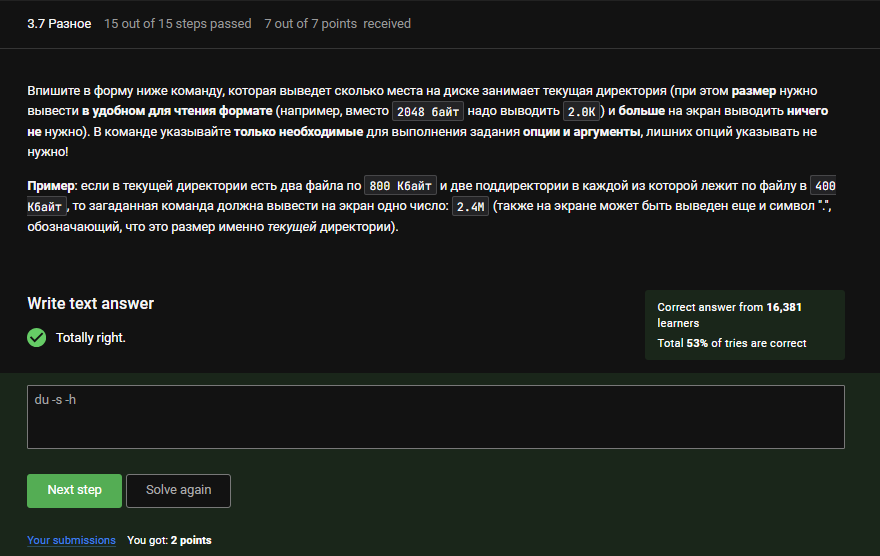 3.7 Разное 15 out of 15 steps passed 7 out of 7 points received
Впишите в форму ниже команду, которая выведет сколько места на диске занимает текущая директория (при этом размер нужно
вывести в удобном для чтения формате (например, вместо 2048 байт надо выводить 2.0K) и больше на экран выводить ничего
не нужно). В команде указывайте только необходимые для выполнения задания опции и аргументы, лишних опций указывать не
нужно!
Пример: если в текущей директории есть два файла по 800 Кбайт и две поддиректории в каждой из которой лежит по файлу в 400
Кбайт, то загаданная команда должна вывести на экран одно число: 2.4M (также на экране может быть выведен еще и символ ".",
обозначающий, что это размер именно текущей директории).
Write text answer
Totally right.
Correct answer from 16,381
learners
Total 53% of tries are correct
du -s -h
Next step
Solve again
Your submissions You got: 2 points